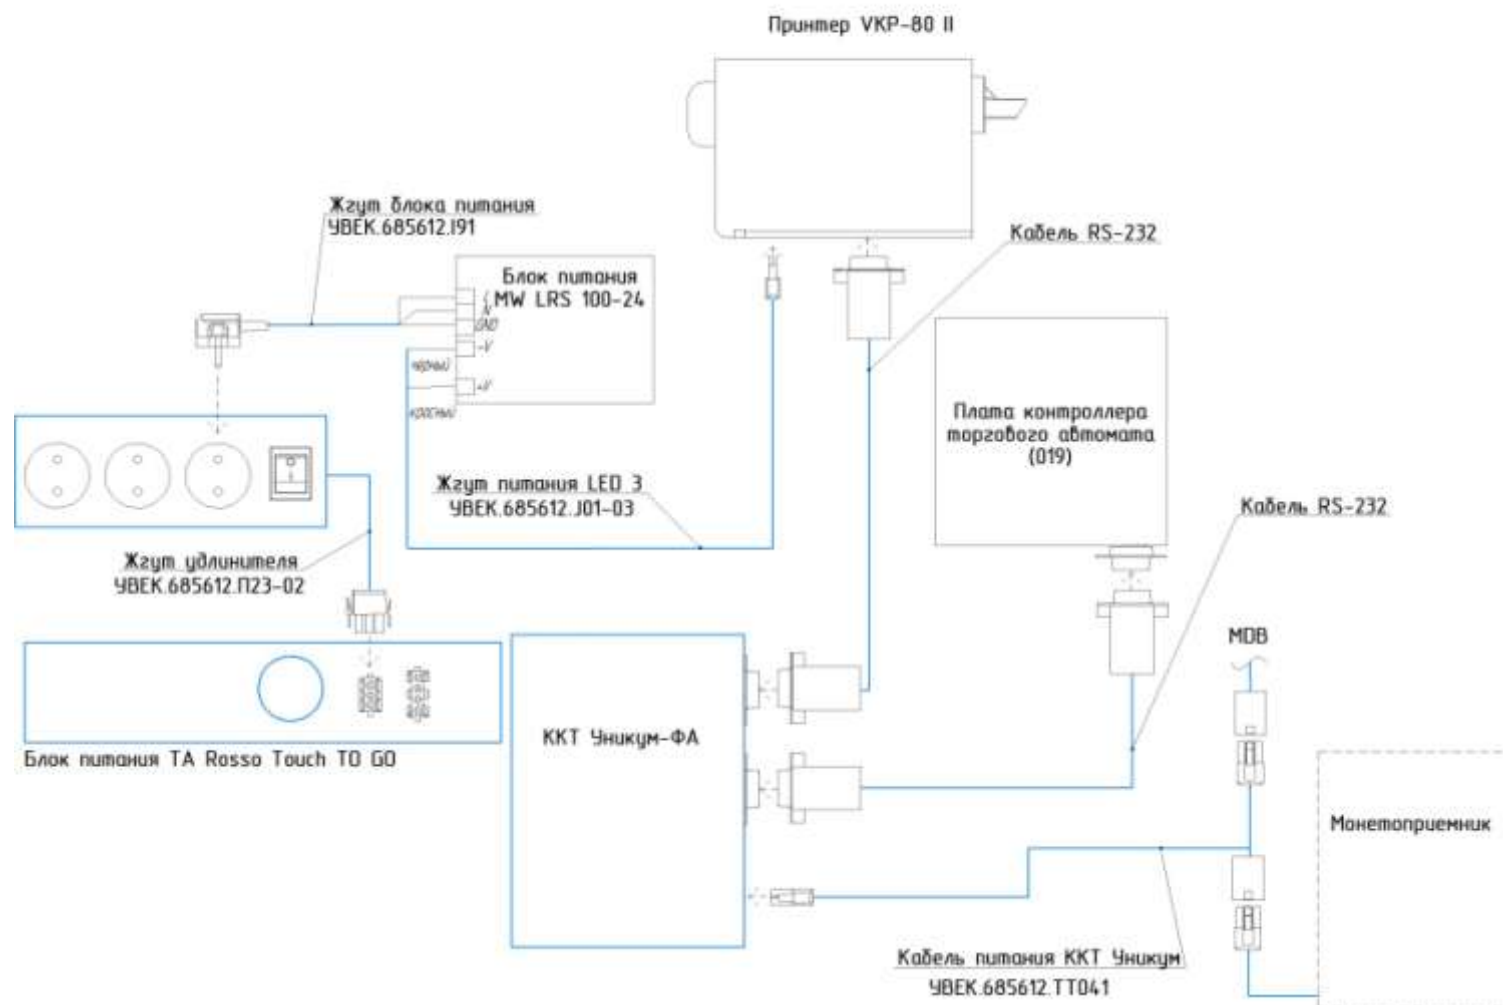 Принтер VKP-80 II
Жгут блока питания
УВЕК.685612.I91
Кабель RS-232
Блок питания
MW LRS 100-24
L
N
GND
-V
черный
+V
красный
Плата контроллера
торгового автомата
(019)
Жгут питания LED 3
УВЕК.685612.J01-03
Кабель RS-232
Жгут удлинителя
УВЕК.685612.П23-02
MDB
ККТ Уникум-ФА
Блок питания ТА Rosso Touch TO GO
Монетоприемник
Кабель питания ККТ Уникум
УВЕК.685612.ТТ041